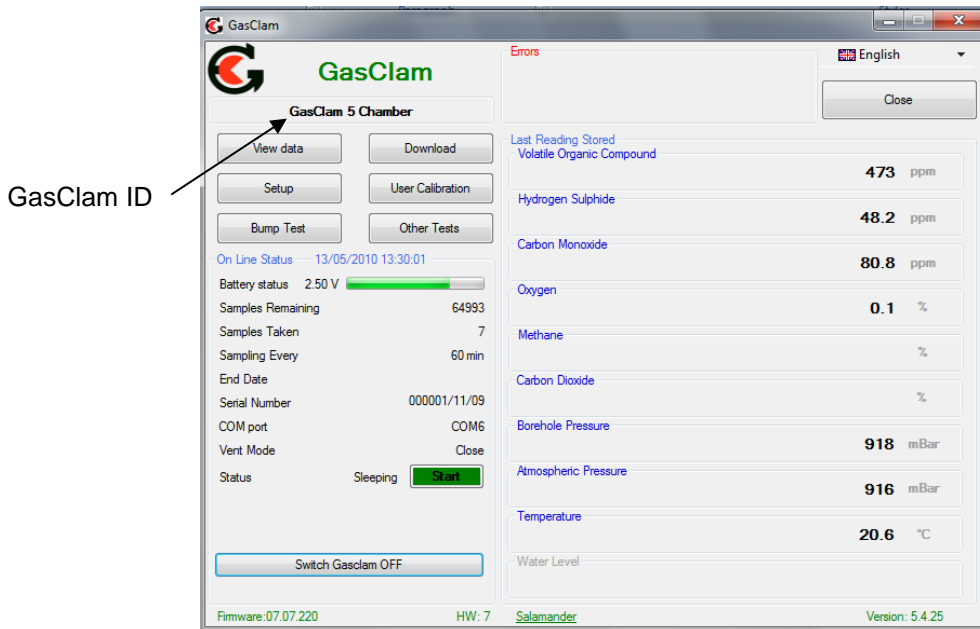 GasClam
GasClam
GasClam 5 Chamber
GasClam ID
View data
Download
Setup
User Calibration
Bump Test
Other Tests
On Line Status 13/05/2010 13:30:01
Battery status 2.50 V
Samples Remaining 64993
Samples Taken 7
Sampling Every 60 min
End Date
Serial Number 000001/11/09
COM port COM6
Vent Mode Close
Status Sleeping Start
Switch Gasclam OFF
Errors
English
Close
Last Reading Stored
Volatile Organic Compound
473 ppm
Hydrogen Sulphide
48.2 ppm
Carbon Monoxide
80.8 ppm
Oxygen
0.1 %
Methane
%
Carbon Dioxide
%
Borehole Pressure
918 mBar
Atmospheric Pressure
916 mBar
Temperature
20.6 °C
Water Level
Firmware:07.07.220 HW: 7 Salamander Version: 5.4.25